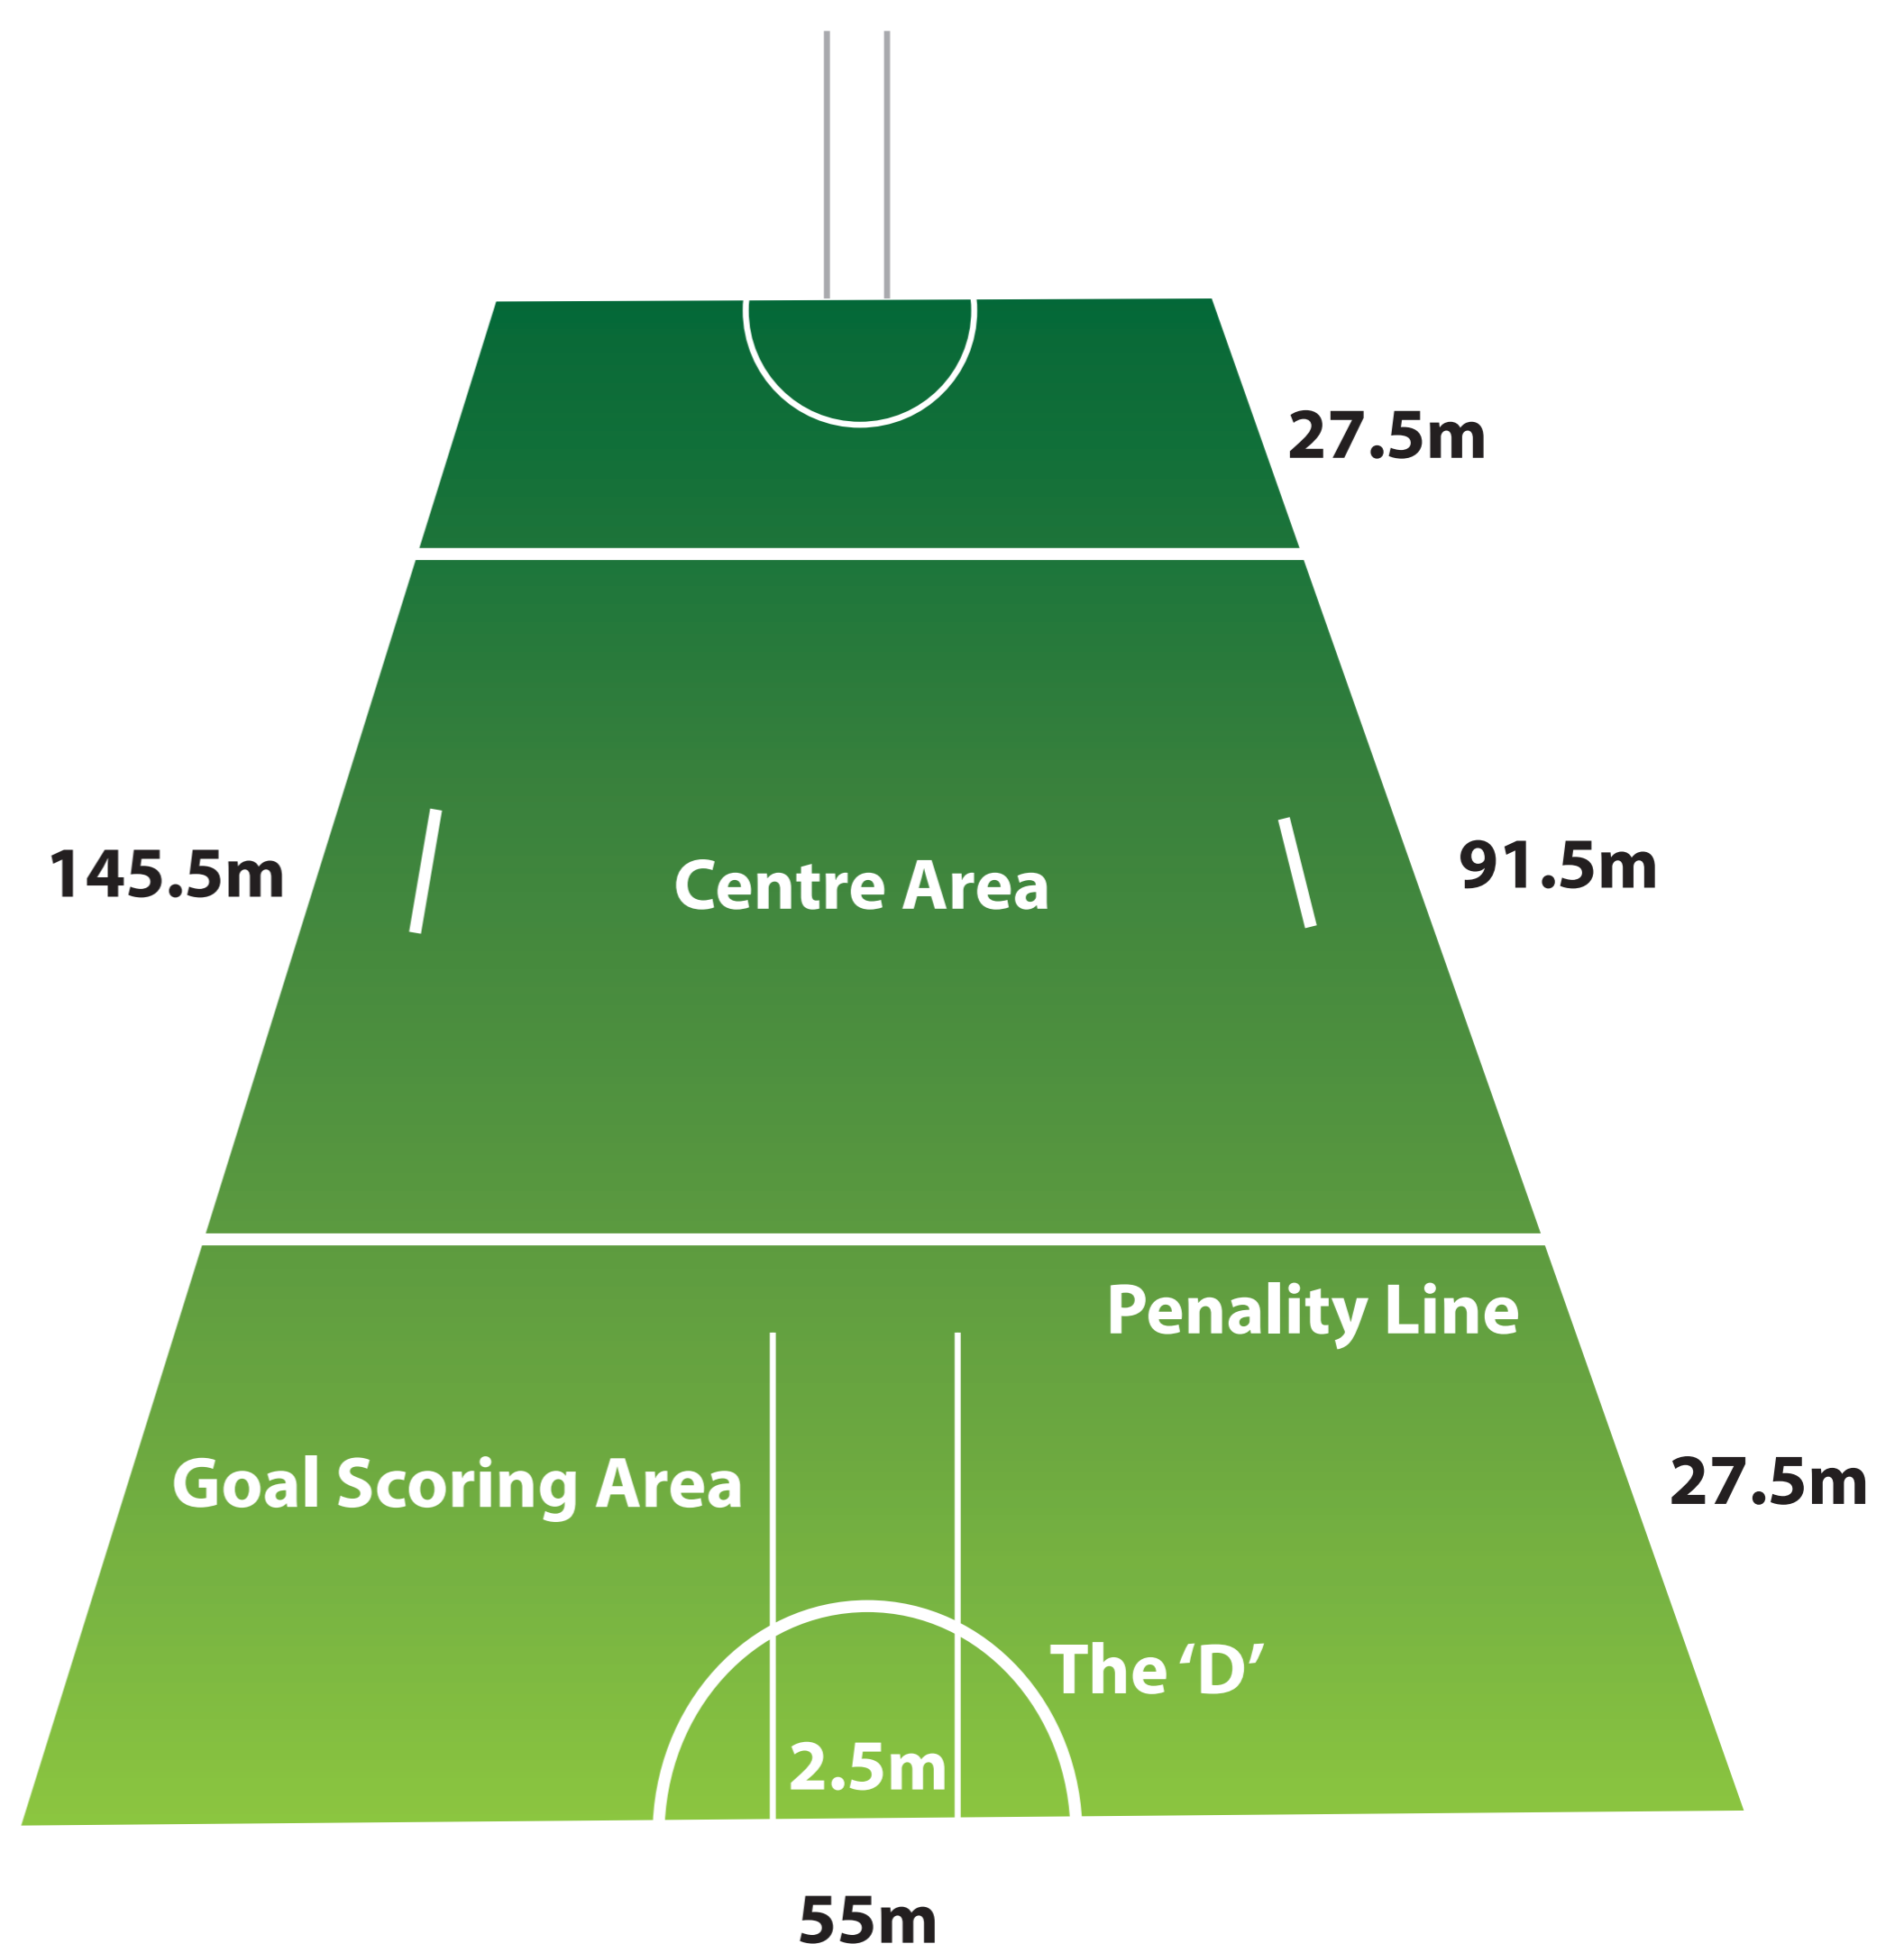 27.5m
145.5m
Centre Area
91.5m
Penality Line
Goal Scoring Area
27.5m
The ‘D’
2.5m
55m